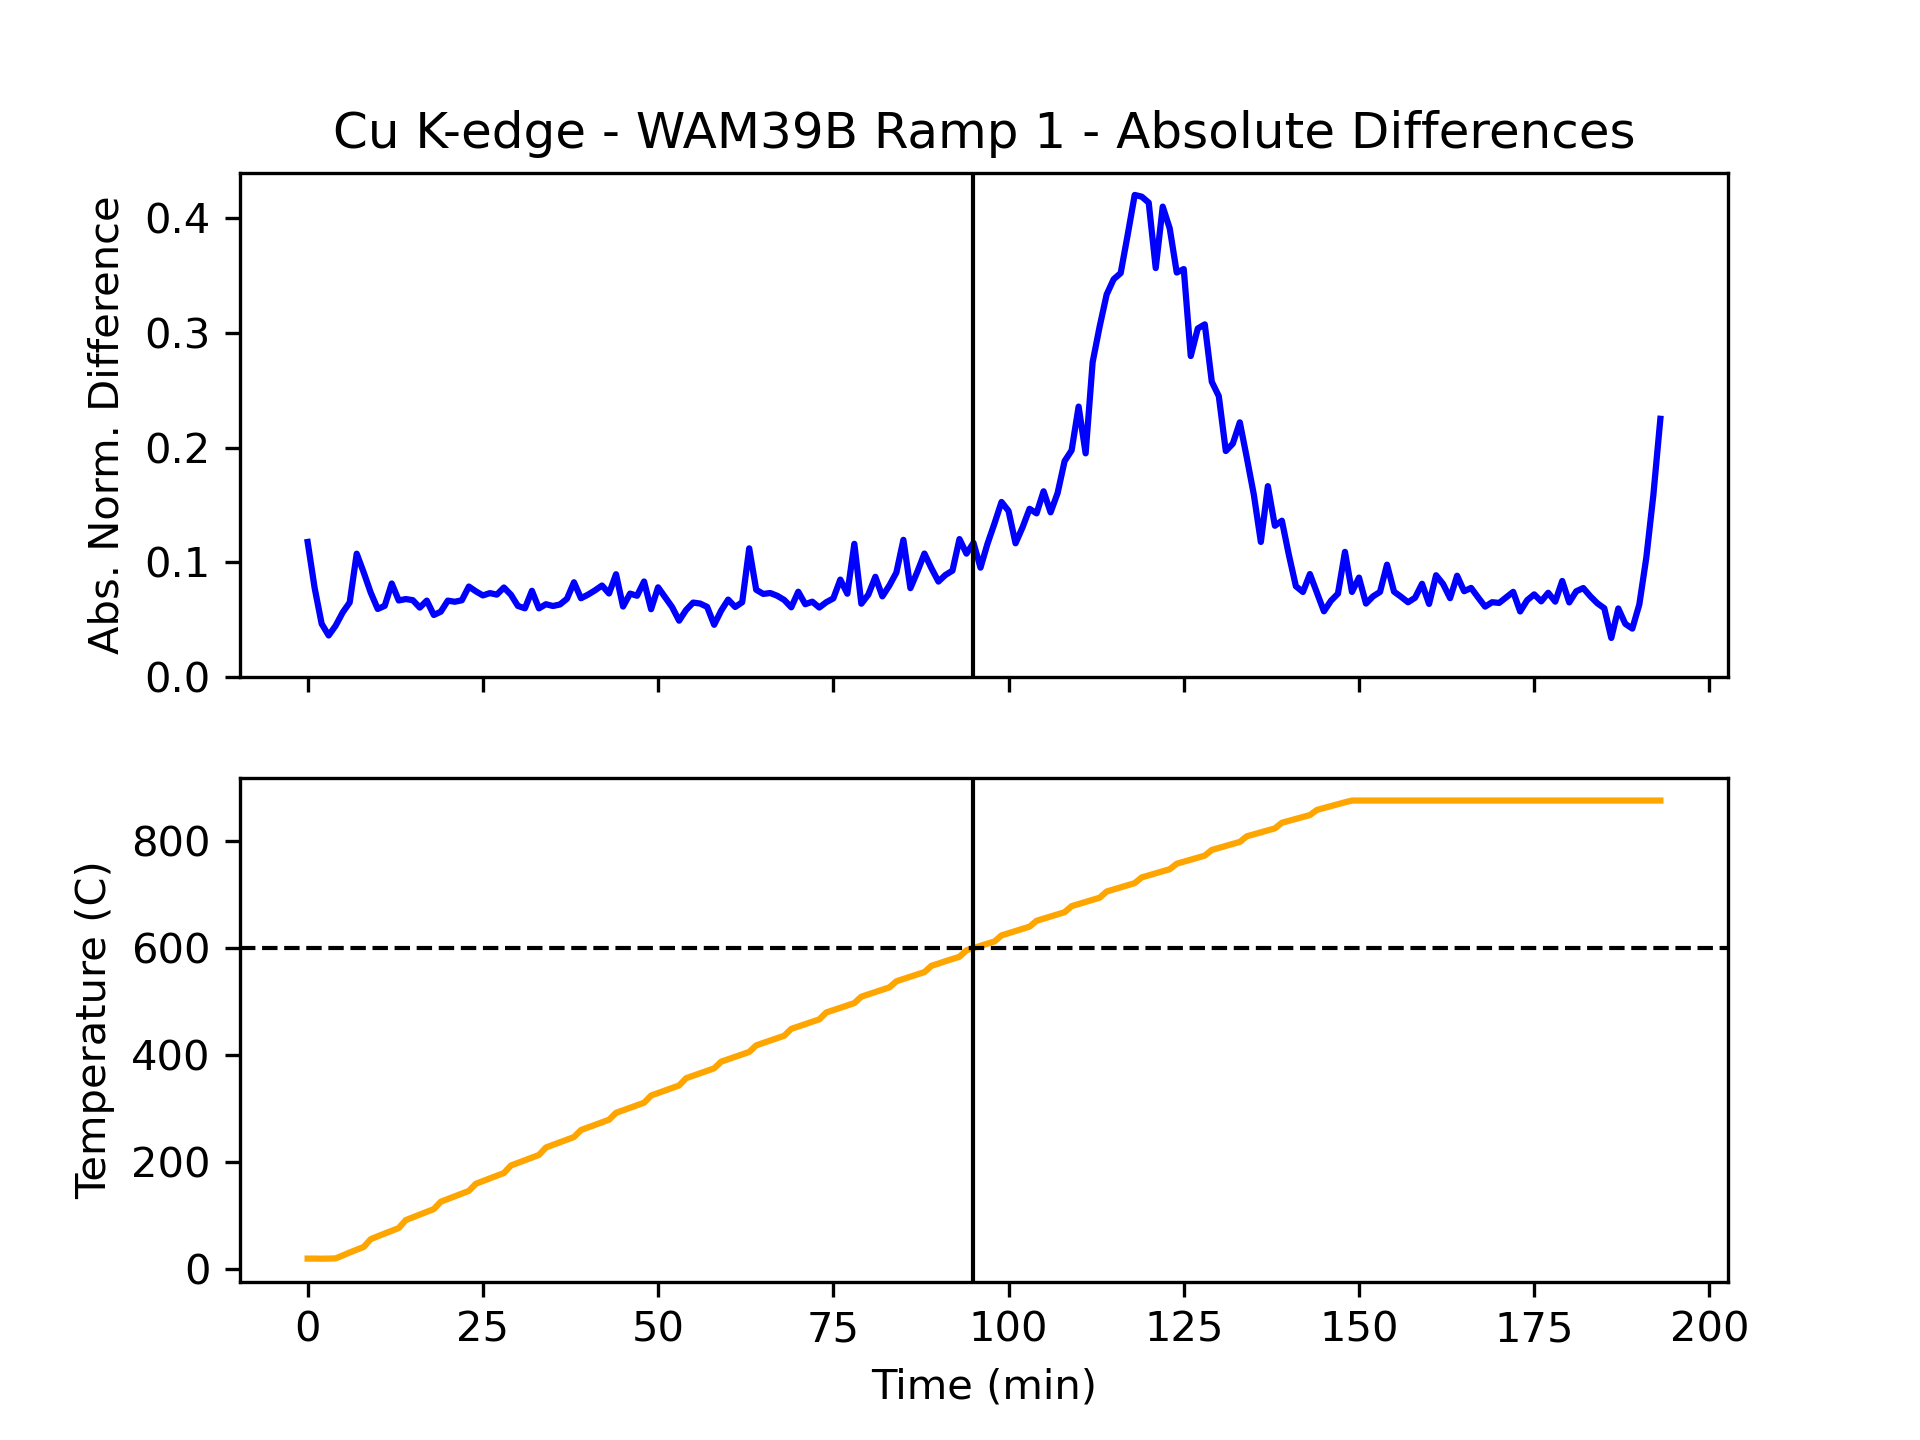 Cu K-edge - WAM39B Ramp 1 - Absolute Differences
Abs. Norm. Difference
0.4
0.3
0.2
0.1
0.0
Temperature (C)
800
600
400
200
0
0 25 50 75 100 125 150 175 200
Time (min)